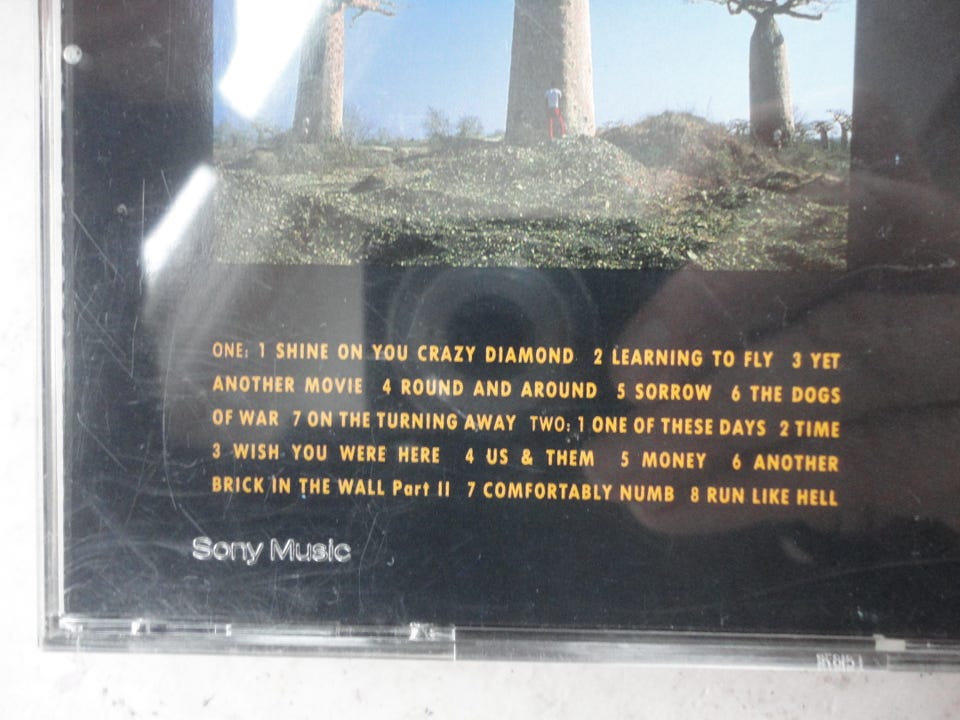 ONE: 1 SHINE ON YOU CRAZY DIAMOND 2 LEARNING TO FLY 3 YET
ANOTHER MOVIE 4 ROUND AND AROUND 5 SORROW 6 THE DOGS
OF WAR 7 ON THE TURNING AWAY TWO: 1 ONE OF THESE DAYS 2 TIME
3 WISH YOU WERE HERE 4 US & THEM 5 MONEY 6 ANOTHER
BRICK IN THE WALL Part II 7 COMFORTABLY NUMB 8 RUN LIKE HELL
Sony Music